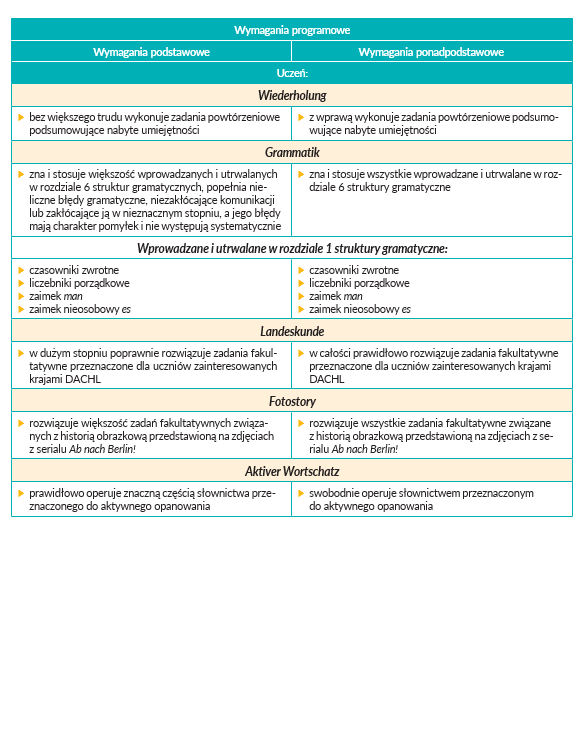 Wymagania programowe
Wymagania podstawowe
Wymagania ponadpodstawowe
Uczeń:
Wiederholung
bez większego trudu wykonuje zadania powtórzeniowe
podsumowujące nabyte umiejętności
z wprawą wykonuje zadania powtórzeniowe podsumo-
wujące nabyte umiejętności
Grammatik
zna i stosuje większość wprowadzanych i utrwalanych
w rozdziale 6 struktur gramatycznych, popełnia nie-
liczne błędy gramatyczne, niezakłócające komunikacji
lub zakłócające ją w nieznacznym stopniu, a jego błędy
mają charakter pomyłek i nie występują systematycznie
zna i stosuje wszystkie wprowadzane i utrwalane w roz-
dziale 6 struktury gramatyczne
Wprowadzane i utrwalane w rozdziale 1 struktury gramatyczne:
czasowniki zwrotne
liczebniki porządkowe
zaimek man
zaimek nieosobowy es
czasowniki zwrotne
liczebniki porządkowe
zaimek man
zaimek nieosobowy es
Landeskunde
w dużym stopniu poprawnie rozwiązuje zadania fakul-
tatywne przeznaczone dla uczniów zainteresowanych
krajami DACHL
w całości prawidłowo rozwiązuje zadania fakultatywne
przeznaczone dla uczniów zainteresowanych krajami
DACHL
Fotostory
rozwiązuje większość zadań fakultatywnych związa-
nych z historią obrazkową przedstawioną na zdjęciach
z serialu Ab nach Berlin!
rozwiązuje wszystkie zadania fakultatywne związane
z historią obrazkową przedstawioną na zdjęciach z se-
rialu Ab nach Berlin!
Aktiver Wortschatz
prawidłowo operuje znaczną częścią słownictwa prze-
znaczonego do aktywnego opanowania
swobodnie operuje słownictwem przeznaczonym
do aktywnego opanowania